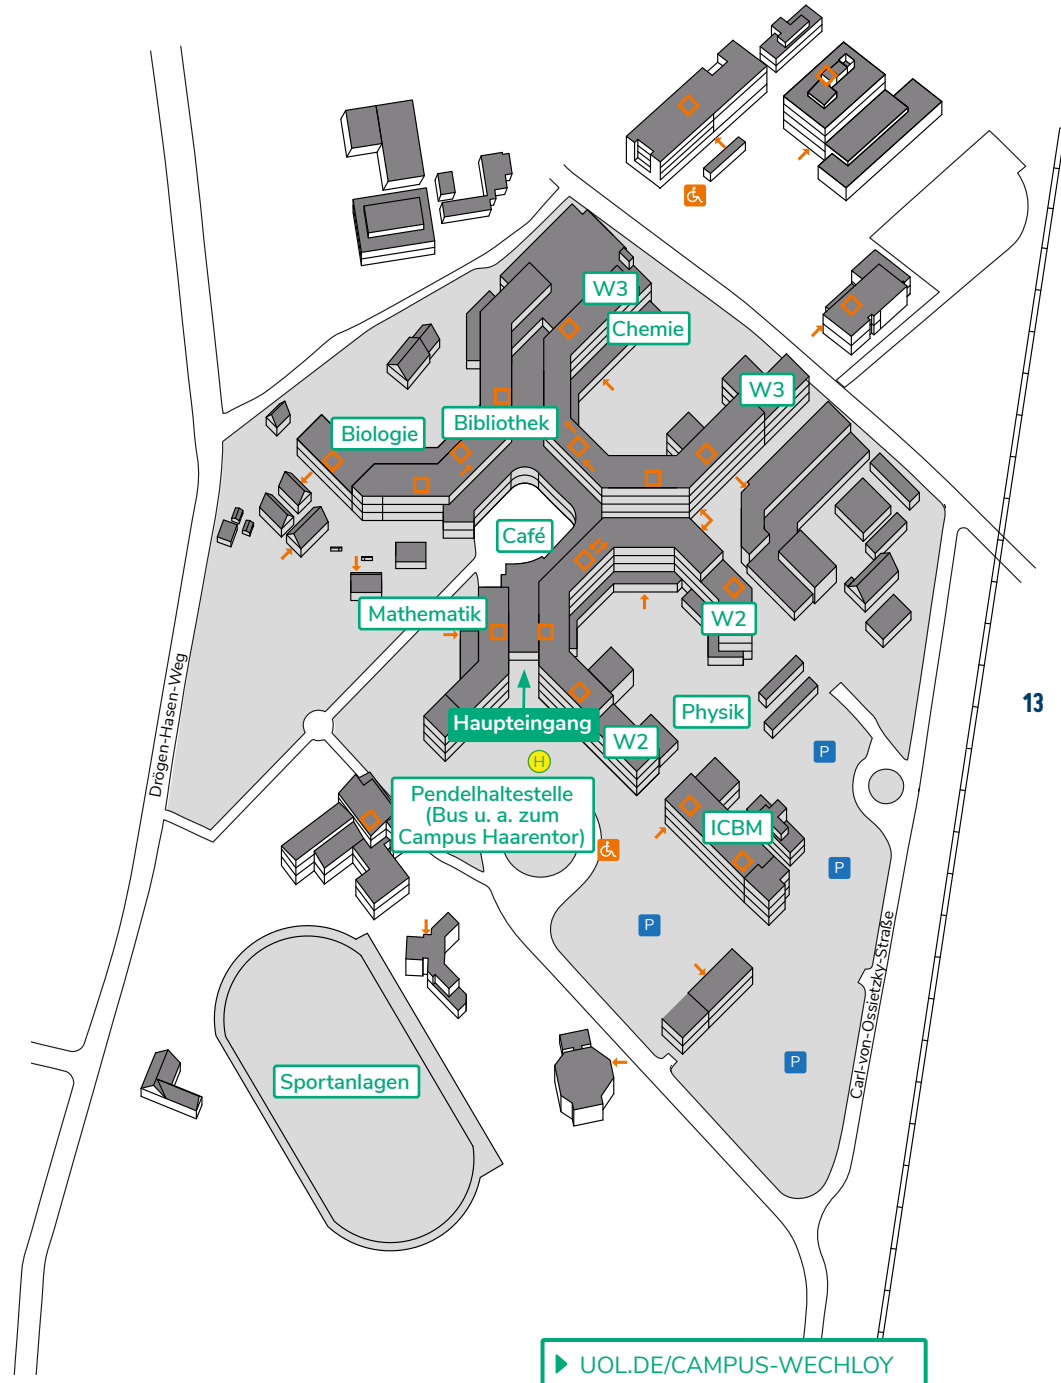 W3
Chemie
W3
Bibliothek
Biologie
Café
Mathematik
W2
Drögen-Hasen-Weg
13
Physik
Haupteingang
W2
P
H
Pendelhaltestelle
(Bus u. a. zum
Campus Haarentor)
ICBM
P
P
Carl-von-Ossietzky-Straße
P
Sportanlagen
UOL.DE/CAMPUS-WECHLOY